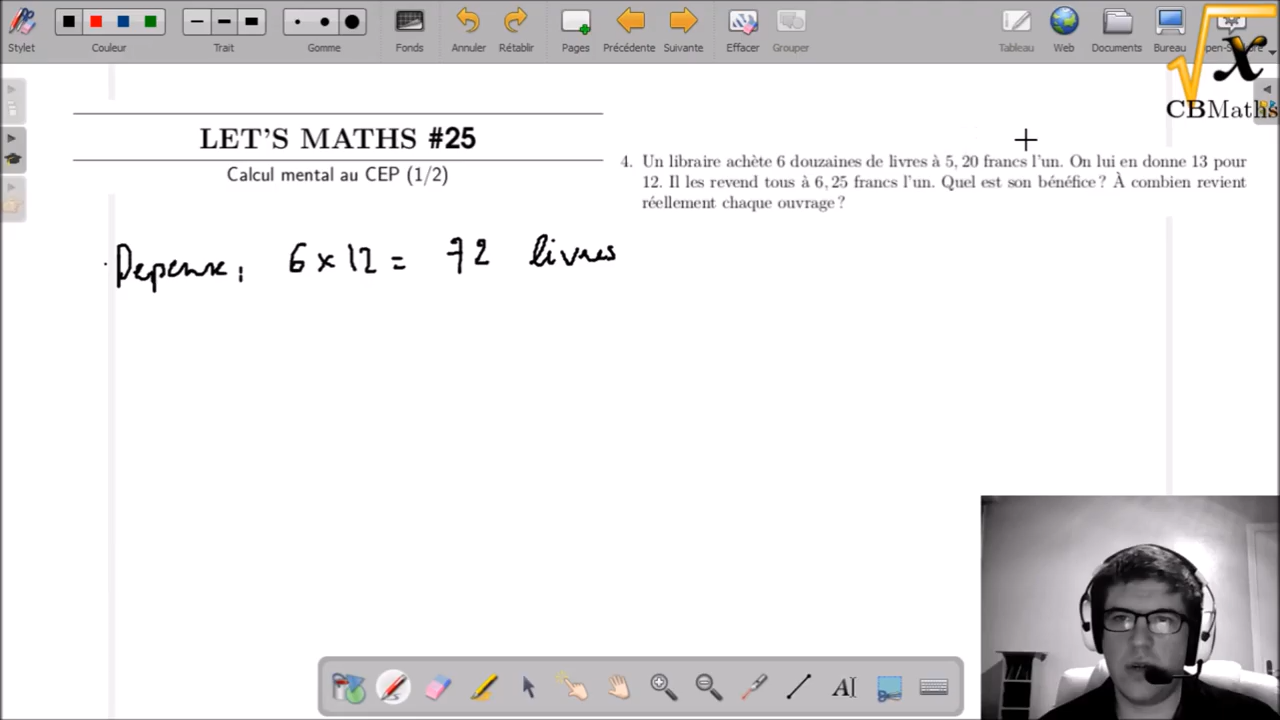 Stylet
Couleur
Trait
Gomme
Fonds
Annuler
Rétablir
Pages
Précédente
Suivante
Effacer
Grouper
Tableau
Web
Documents
Bureau
√x
CBMaths
LET'S MATHS #25
Calcul mental au CEP (1/2)
4. Un libraire achète 6 douzaines de livres à 5, 20 francs l'un. On lui en donne 13 pour
12. Il les revend tous à 6, 25 francs l'un. Quel est son bénéfice ? À combien revient
réellement chaque ouvrage ?
Depense : 6 x 12 = 72 livres
AI